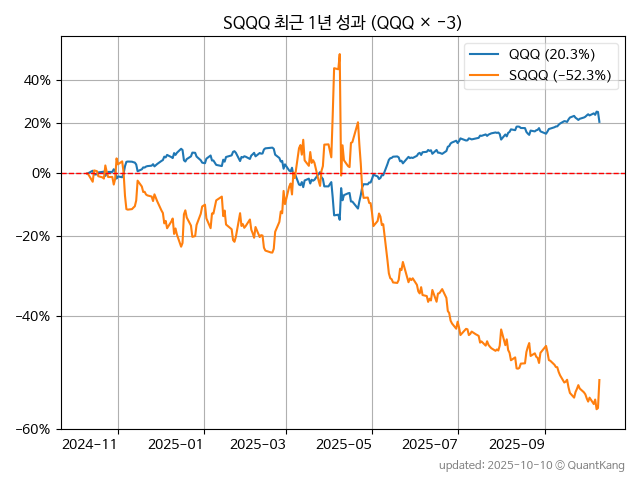 SQQQ 최근 1년 성과 (QQQ × −3)
QQQ (20.3%)
SQQQ (−52.3%)
40%
20%
0%
−20%
−40%
−60%
2024−11 2025−01 2025−03 2025−05 2025−07 2025−09
updated: 2025-10-10 © QuantKang